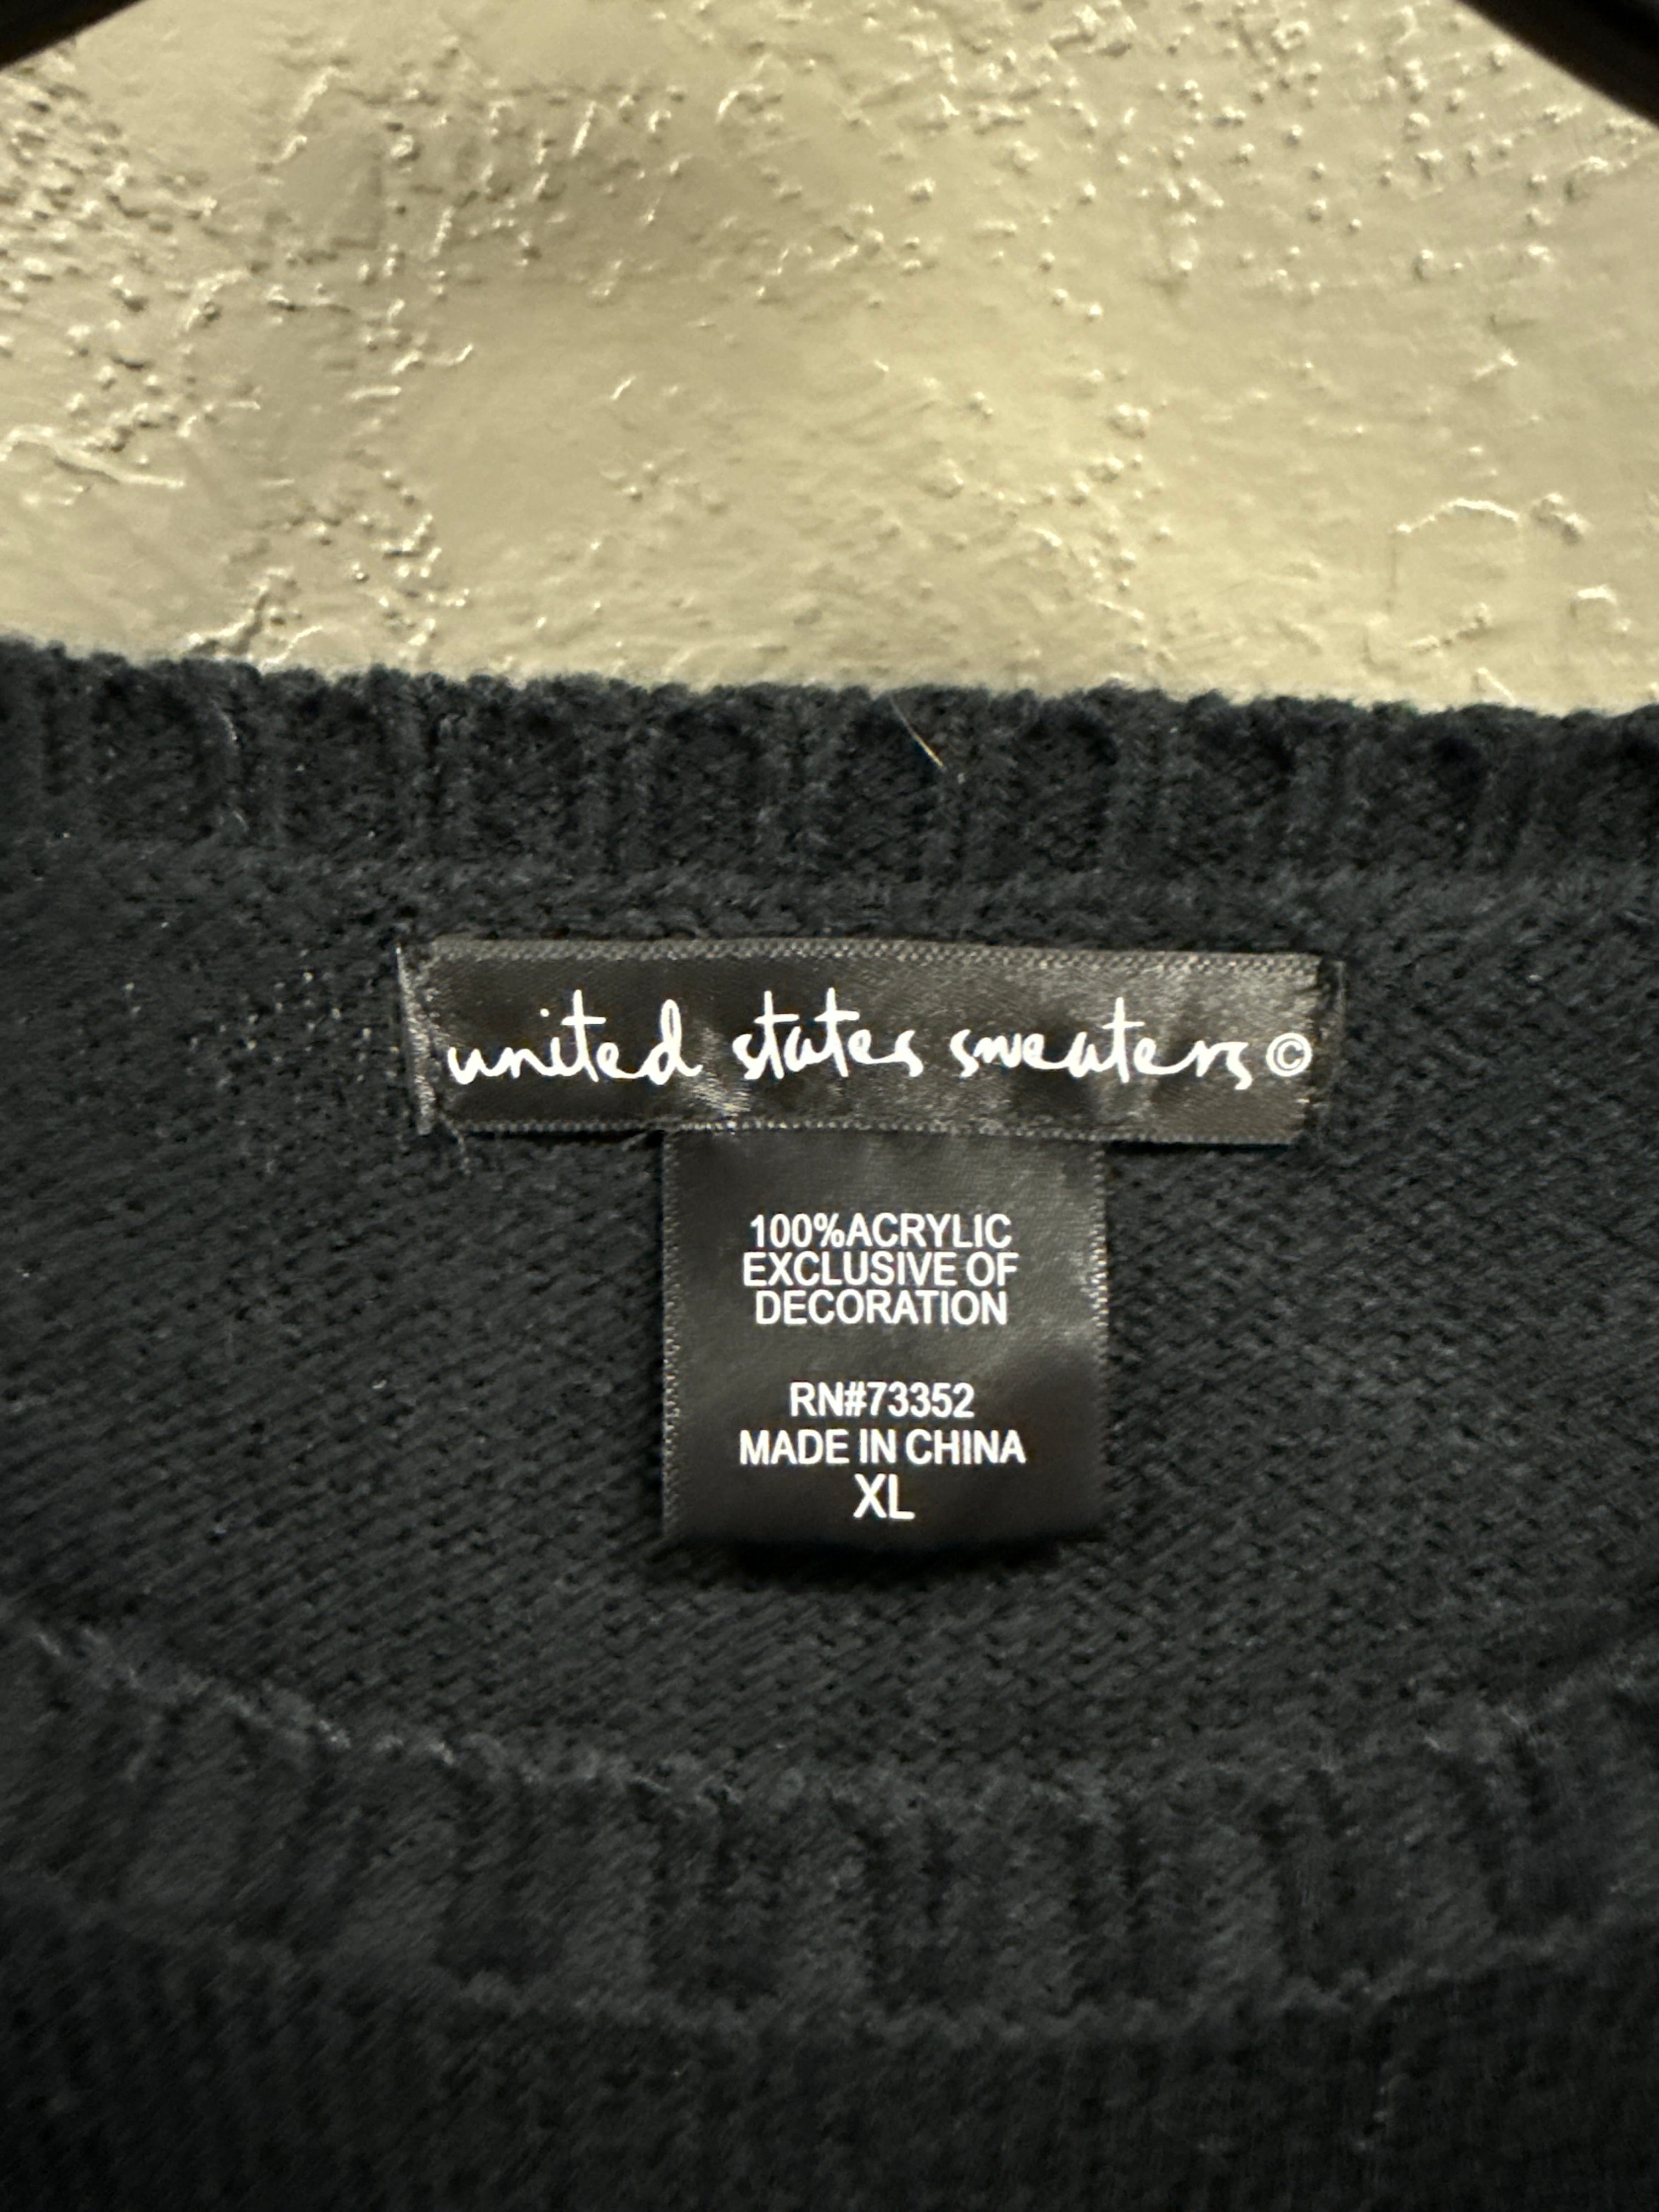 united states sweaters ©
100%ACRYLIC
EXCLUSIVE OF
DECORATION
RN#73352
MADE IN CHINA
XL